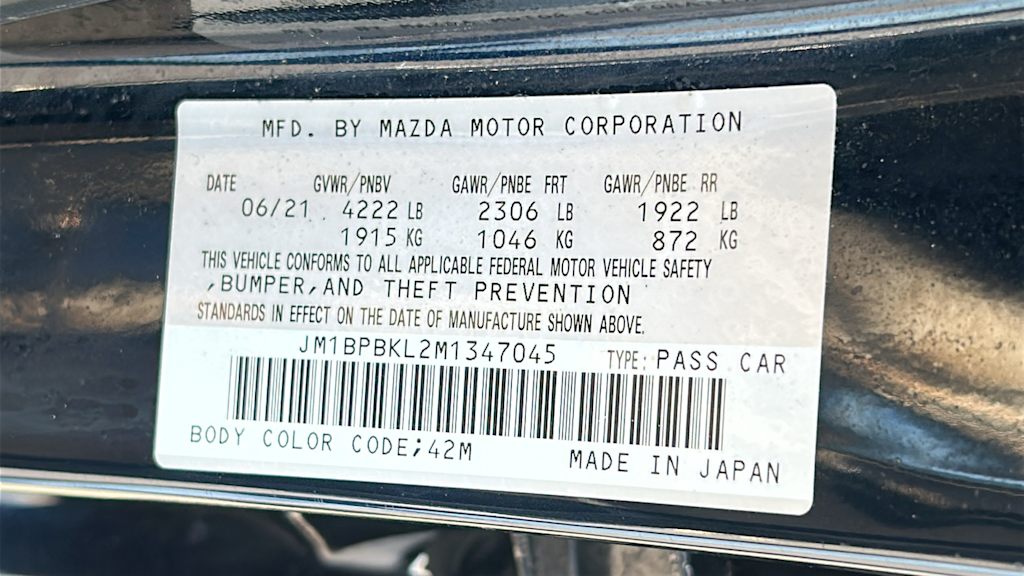 MFD. BY MAZDA MOTOR CORPORATION
DATE GVWR/PNBV GAWR/PNBE FRT GAWR/PNBE RR
06/21 4222 LB 2306 LB 1922 LB
1915 KG 1046 KG 872 KG
THIS VEHICLE CONFORMS TO ALL APPLICABLE FEDERAL MOTOR VEHICLE SAFETY
,BUMPER,AND THEFT PREVENTION
STANDARDS IN EFFECT ON THE DATE OF MANUFACTURE SHOWN ABOVE.
JM1BPBKL2M1347045 TYPE: PASS CAR
BODY COLOR CODE;42M MADE IN JAPAN